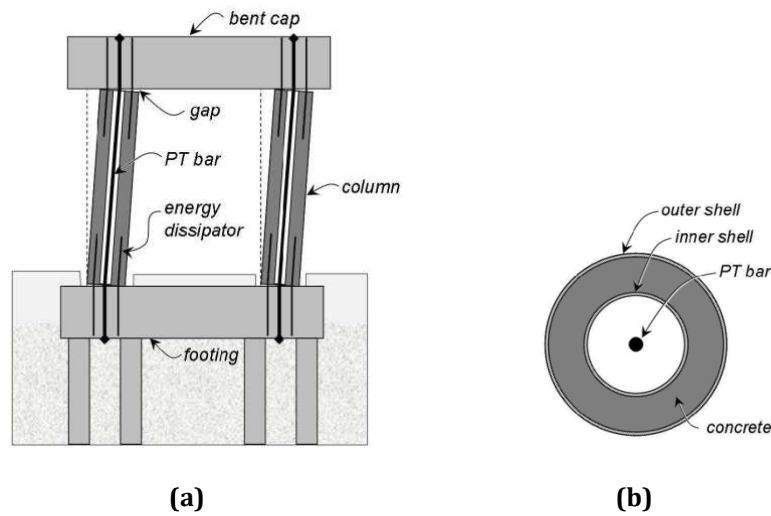 bent cap
gap
PT bar
column
energy
dissipator
footing
(a)
outer shell
inner shell
PT bar
concrete
(b)